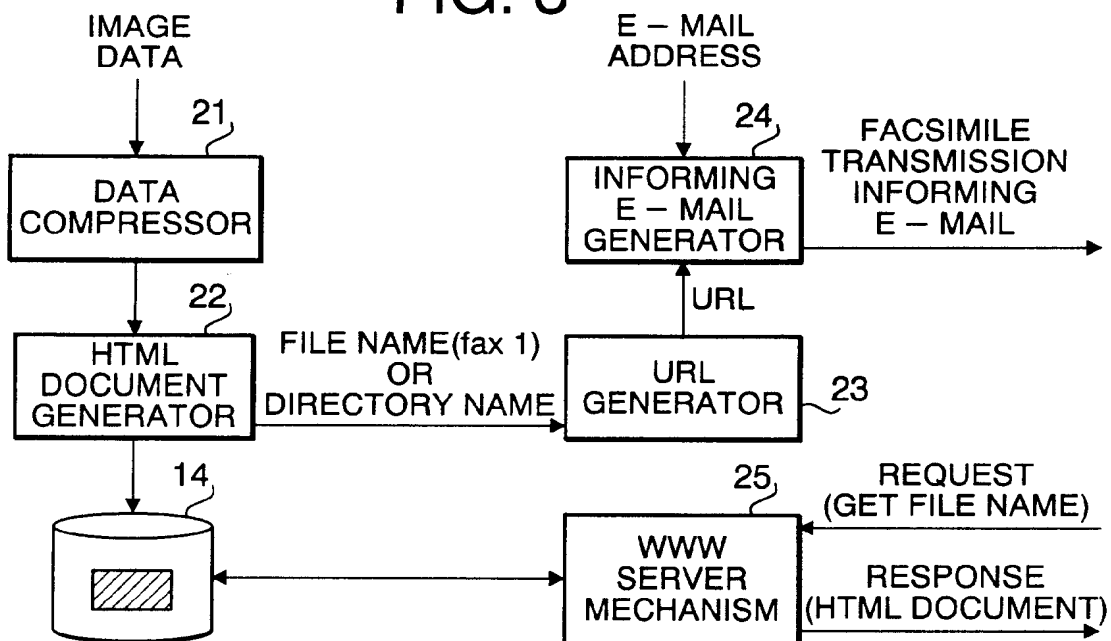 FIG.
IMAGE
DATA
21
DATA
COMPRESSOR
22
HTML
DOCUMENT
GENERATOR
14
FILE NAME(fax 1)
OR
DIRECTORY NAME
E – MAIL
ADDRESS
24
INFORMING
E – MAIL
GENERATOR
FACSIMILE
TRANSMISSION
INFORMING
E – MAIL
URL
URL
GENERATOR
23
25
WWW
SERVER
MECHANISM
REQUEST
(GET FILE NAME)
RESPONSE
(HTML DOCUMENT)